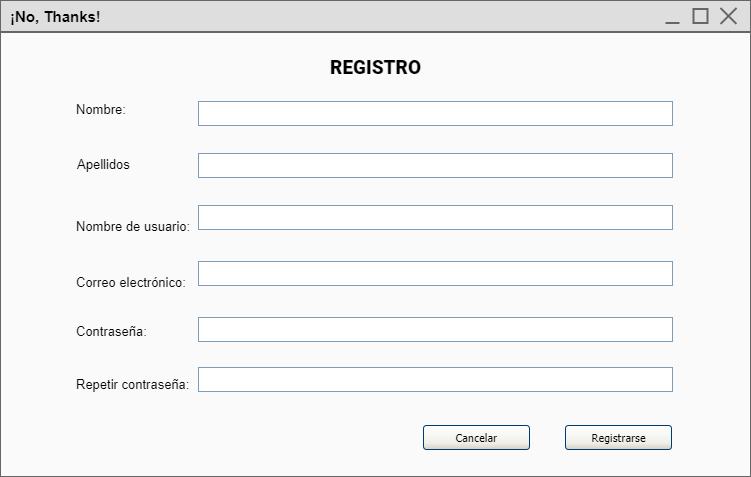 ¡No, Thanks!
REGISTRO
Nombre:
Apellidos
Nombre de usuario:
Correo electrónico:
Contraseña:
Repetir contraseña:
Cancelar
Registrarse